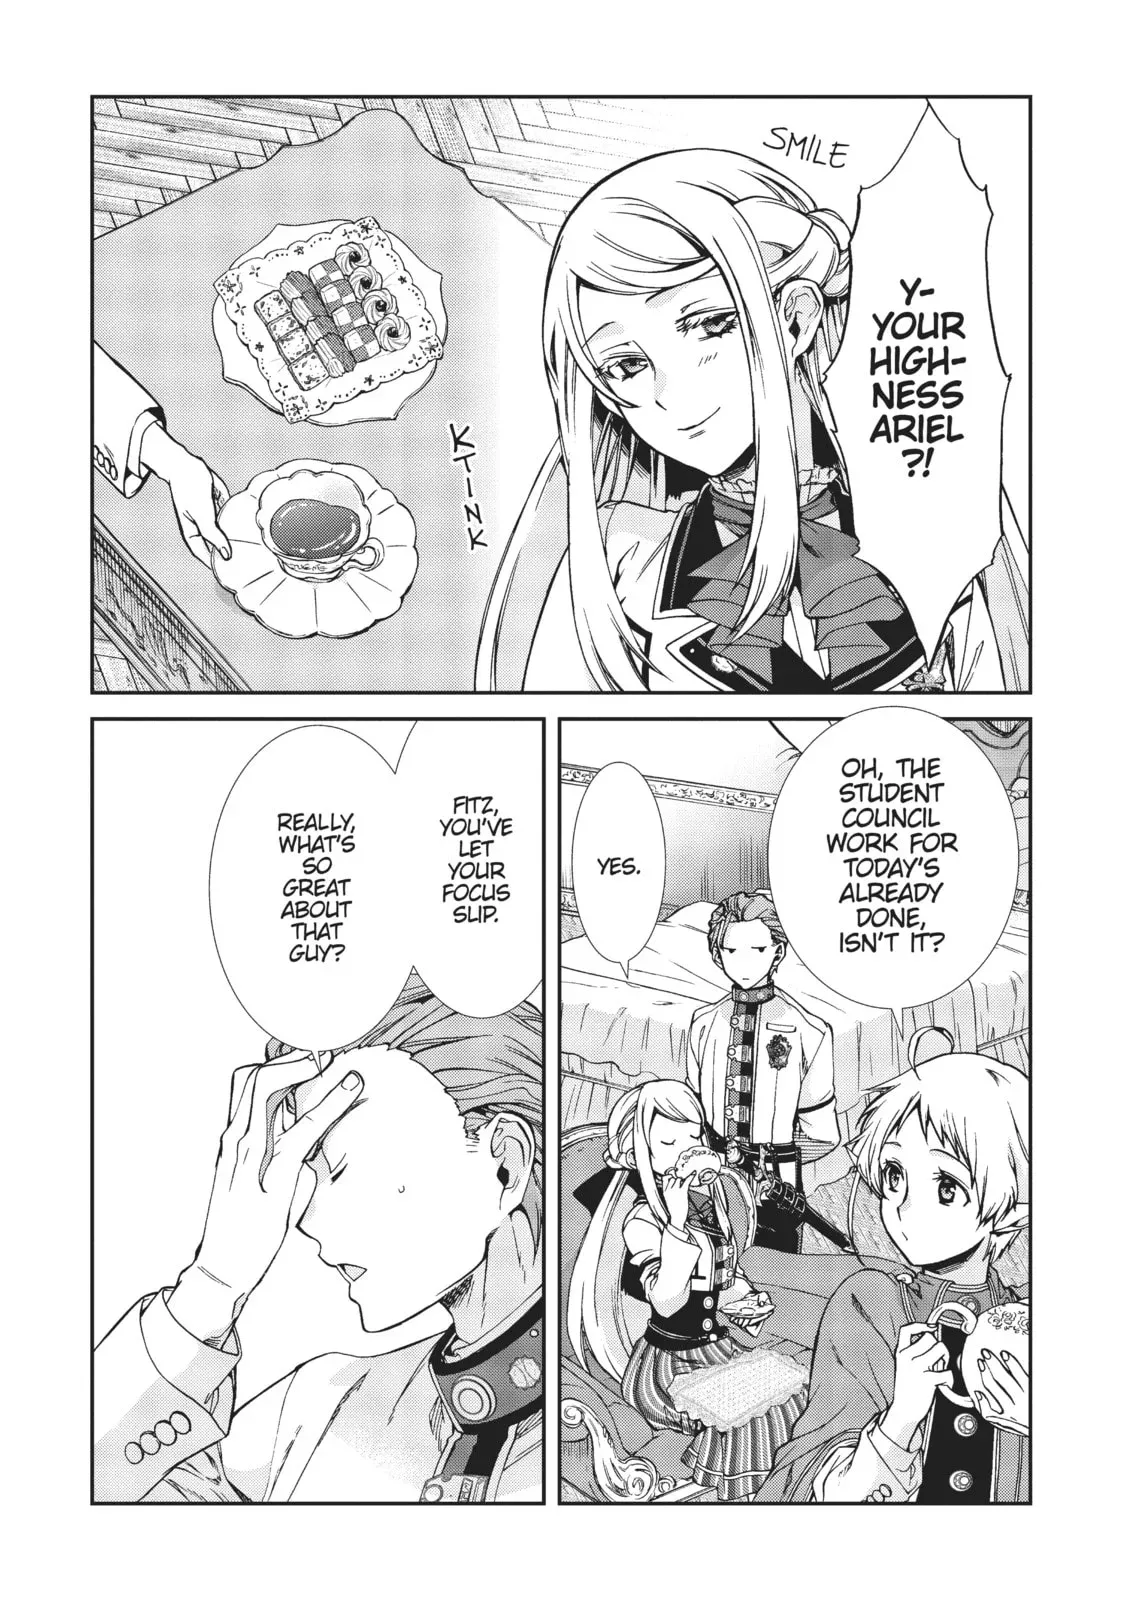 Y-
YOUR
HIGH-
NESS
ARIEL
?!
SMILE
KTINK
OH, THE
STUDENT
COUNCIL
WORK FOR
TODAY'S
ALREADY
DONE,
ISN'T IT?
YES.
FITZ,
YOU'VE
LET
YOUR
FOCUS
SLIP.
REALLY,
WHAT'S
SO
GREAT
ABOUT
THAT
GUY?